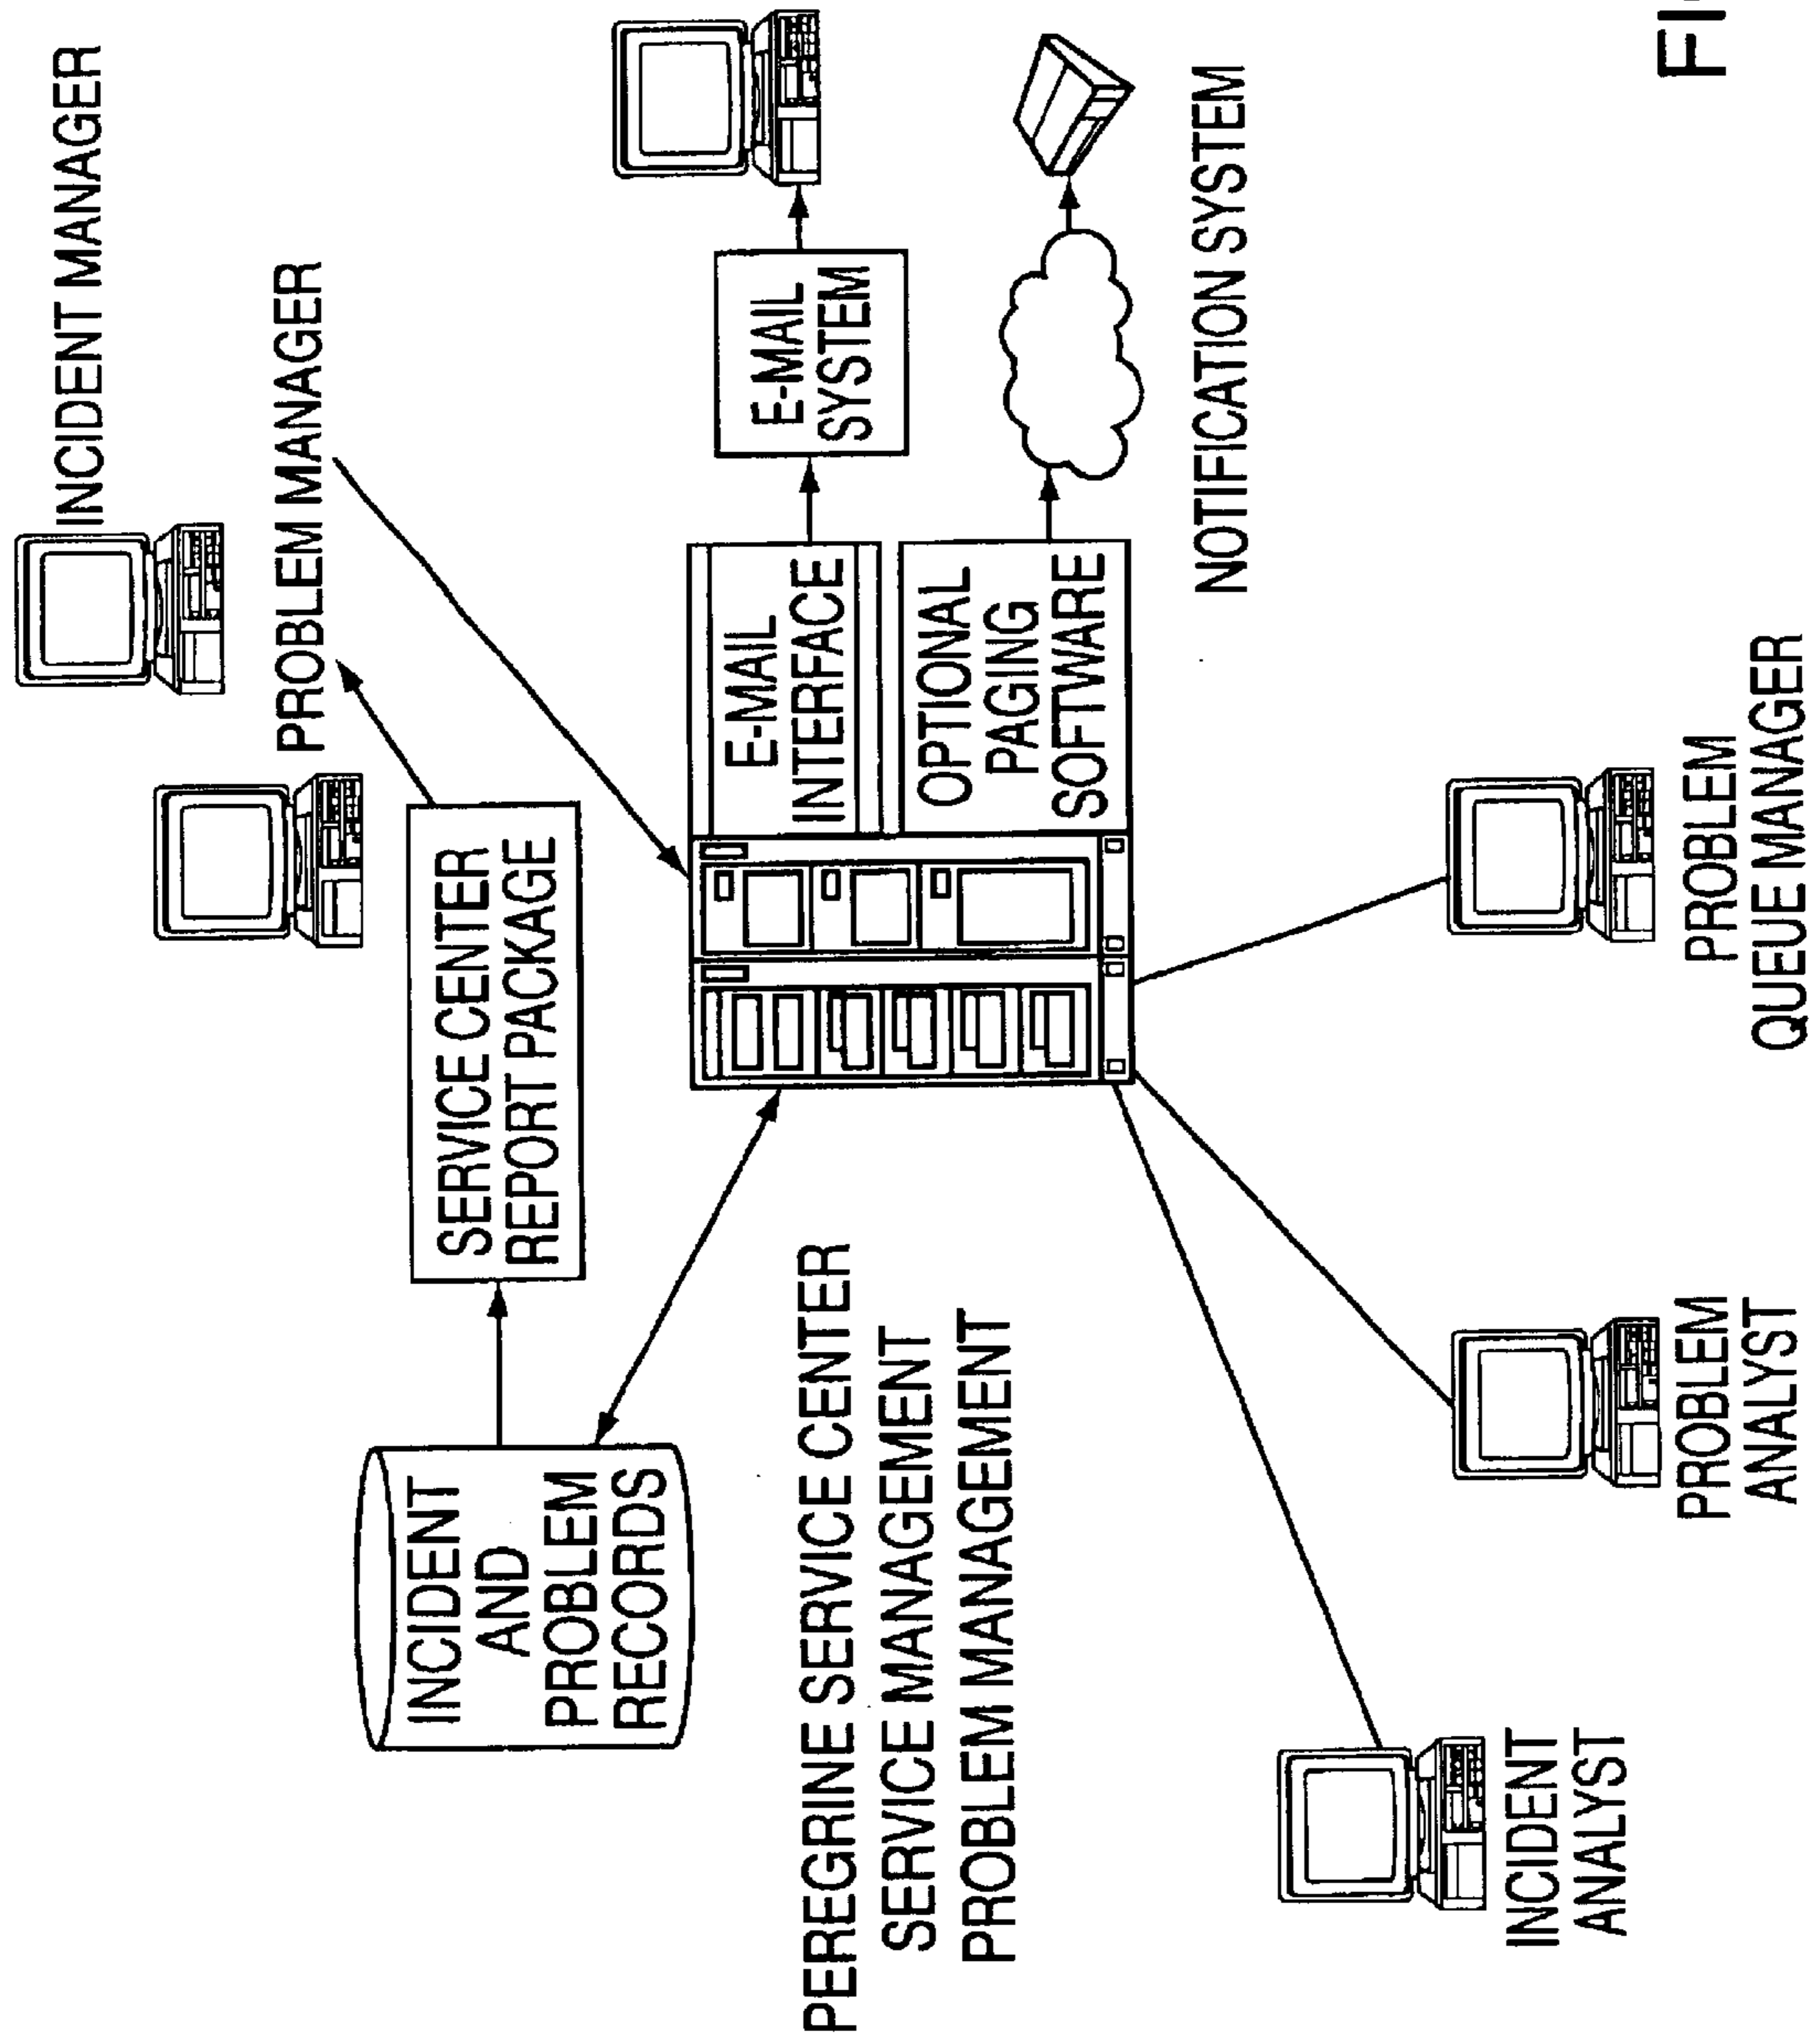 INCIDENT MANAGER
PROBLEM MANAGER
SERVICE CENTER
REPORT PACKAGE
INCIDENT
AND
PROBLEM
RECORDS
E-MAIL
INTERFACE
E-MAIL
SYSTEM
OPTIONAL
PAGING
SOFTWARE
NOTIFICATION SYSTEM
PEREGRINE SERVICE CENTER
SERVICE MANAGEMENT
PROBLEM MANAGEMENT
INCIDENT
ANALYST
PROBLEM
ANALYST
PROBLEM
QUEUE MANAGER